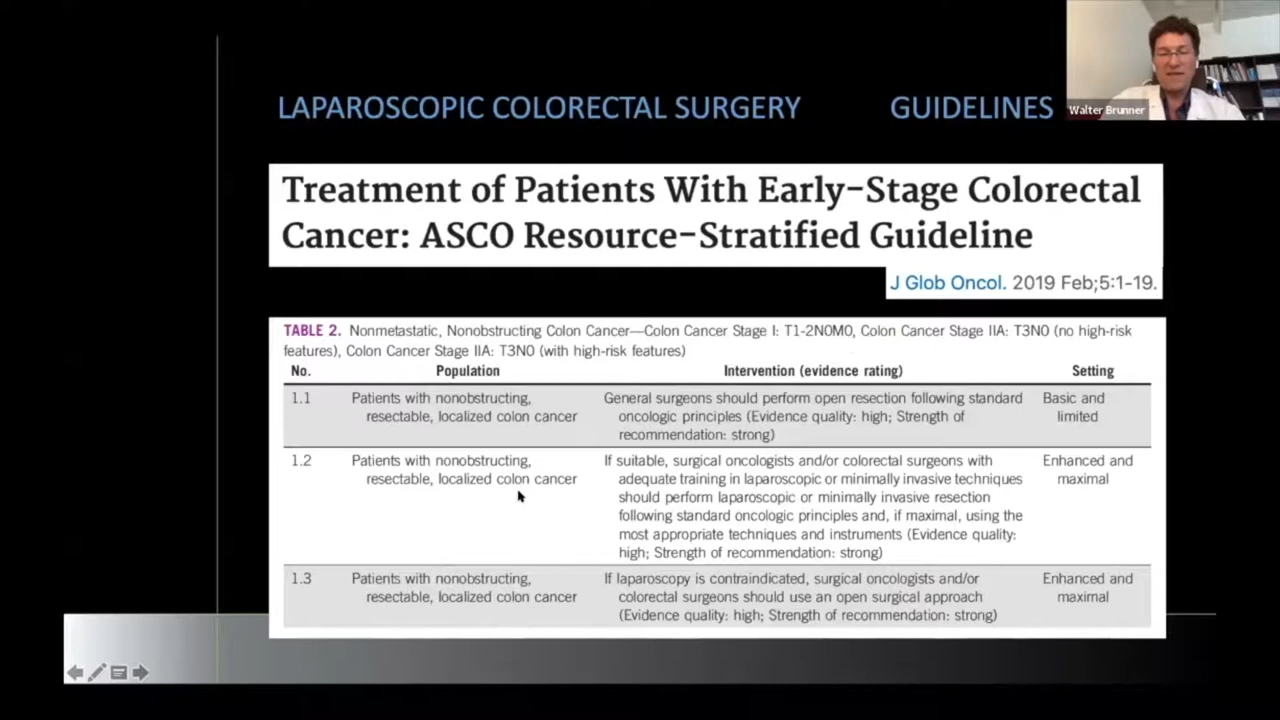 LAPAROSCOPIC COLORECTAL SURGERY GUIDELINES
Walter Brunner
Treatment of Patients With Early-Stage Colorectal
Cancer: ASCO Resource-Stratified Guideline
J Glob Oncol. 2019 Feb;5:1-19.
TABLE 2. Nonmetastatic, Nonobstructing Colon Cancer—Colon Cancer Stage I: T1-2N0M0, Colon Cancer Stage IIA: T3N0 (no high-risk
features), Colon Cancer Stage IIA: T3N0 (with high-risk features)
No. Population Intervention (evidence rating) Setting
1.1 Patients with nonobstructing, General surgeons should perform open resection following standard Basic and
resectable, localized colon cancer oncologic principles (Evidence quality: high; Strength of limited
recommendation: strong)
1.2 Patients with nonobstructing, If suitable, surgical oncologists and/or colorectal surgeons with Enhanced and
resectable, localized colon cancer adequate training in laparoscopic or minimally invasive techniques maximal
should perform laparoscopic or minimally invasive resection
following standard oncologic principles and, if maximal, using the
most appropriate techniques and instruments (Evidence quality:
high; Strength of recommendation: strong)
1.3 Patients with nonobstructing, If laparoscopy is contraindicated, surgical oncologists and/or Enhanced and
resectable, localized colon cancer colorectal surgeons should use an open surgical approach maximal
(Evidence quality: high; Strength of recommendation: strong)